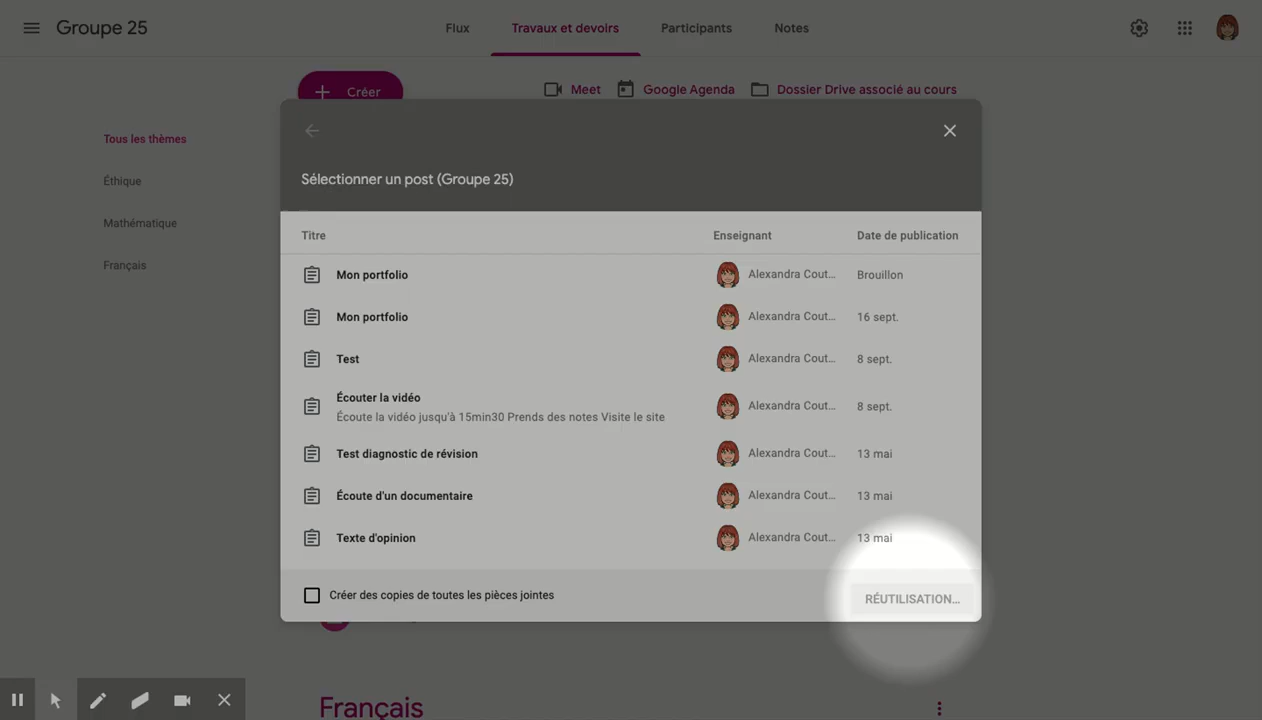 Groupe 25
Flux
Travaux et devoirs
Participants
Notes
Créer
Meet
Google Agenda
Dossier Drive associé au cours
Tous les thèmes
Éthique
Mathématique
Français
Sélectionner un post (Groupe 25)
Titre Enseignant Date de publication
Mon portfolio Alexandra Cout... Brouillon
Mon portfolio Alexandra Cout... 16 sept.
Test Alexandra Cout... 8 sept.
Écouter la vidéo
Écoute la vidéo jusqu'à 15min30 Prends des notes Visite le site Alexandra Cout... 8 sept.
Test diagnostic de révision Alexandra Cout... 13 mai
Écoute d'un documentaire Alexandra Cout... 13 mai
Texte d'opinion Alexandra Cout... 13 mai
Créer des copies de toutes les pièces jointes
RÉUTILISATION...
Français